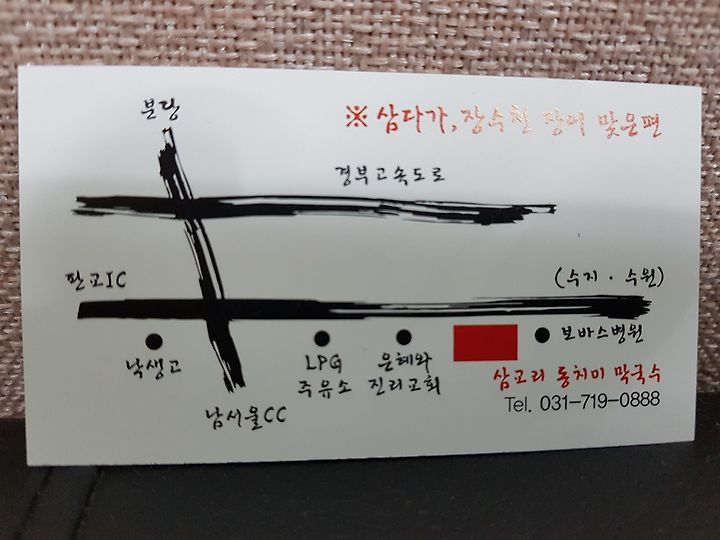 분당
※ 삼다가, 장수천 장어 맞은편
경부고속도로
판교IC
(수지 · 수원)
낙생고
LPG
주유소
은혜와
진리교회
보바스병원
남서울CC
삼교리 동치미 막국수
Tel. 031-719-0888